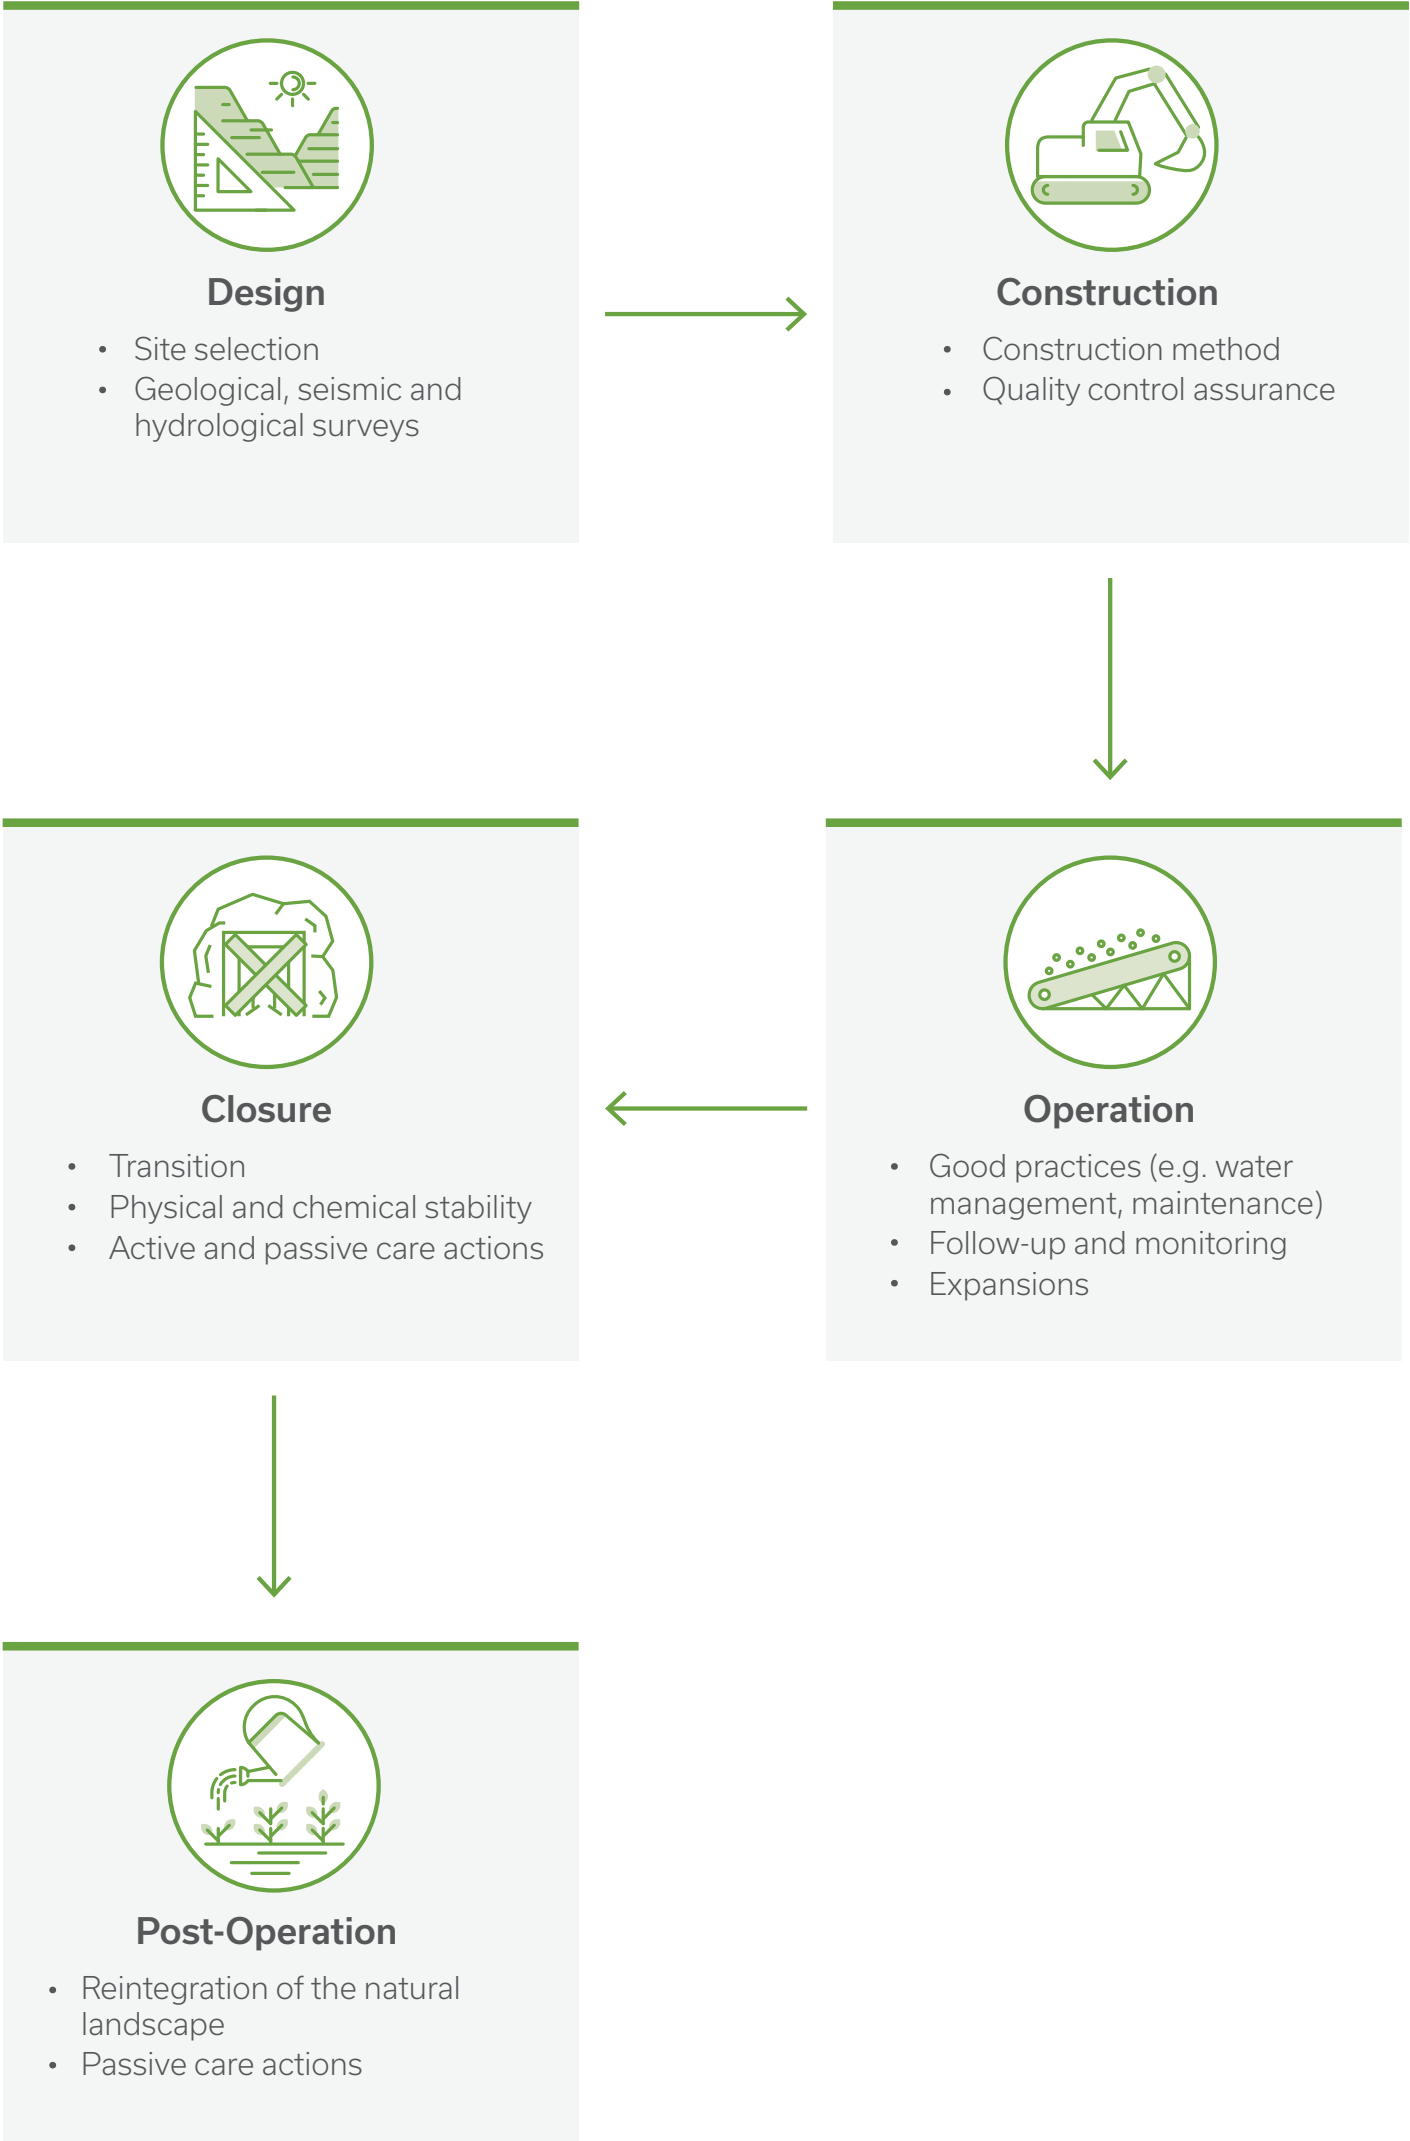 Design
• Site selection
• Geological, seismic and
hydrological surveys
Construction
• Construction method
• Quality control assurance
Operation
• Good practices (e.g. water
management, maintenance)
• Follow-up and monitoring
• Expansions
Closure
• Transition
• Physical and chemical stability
• Active and passive care actions
Post-Operation
• Reintegration of the natural
landscape
• Passive care actions